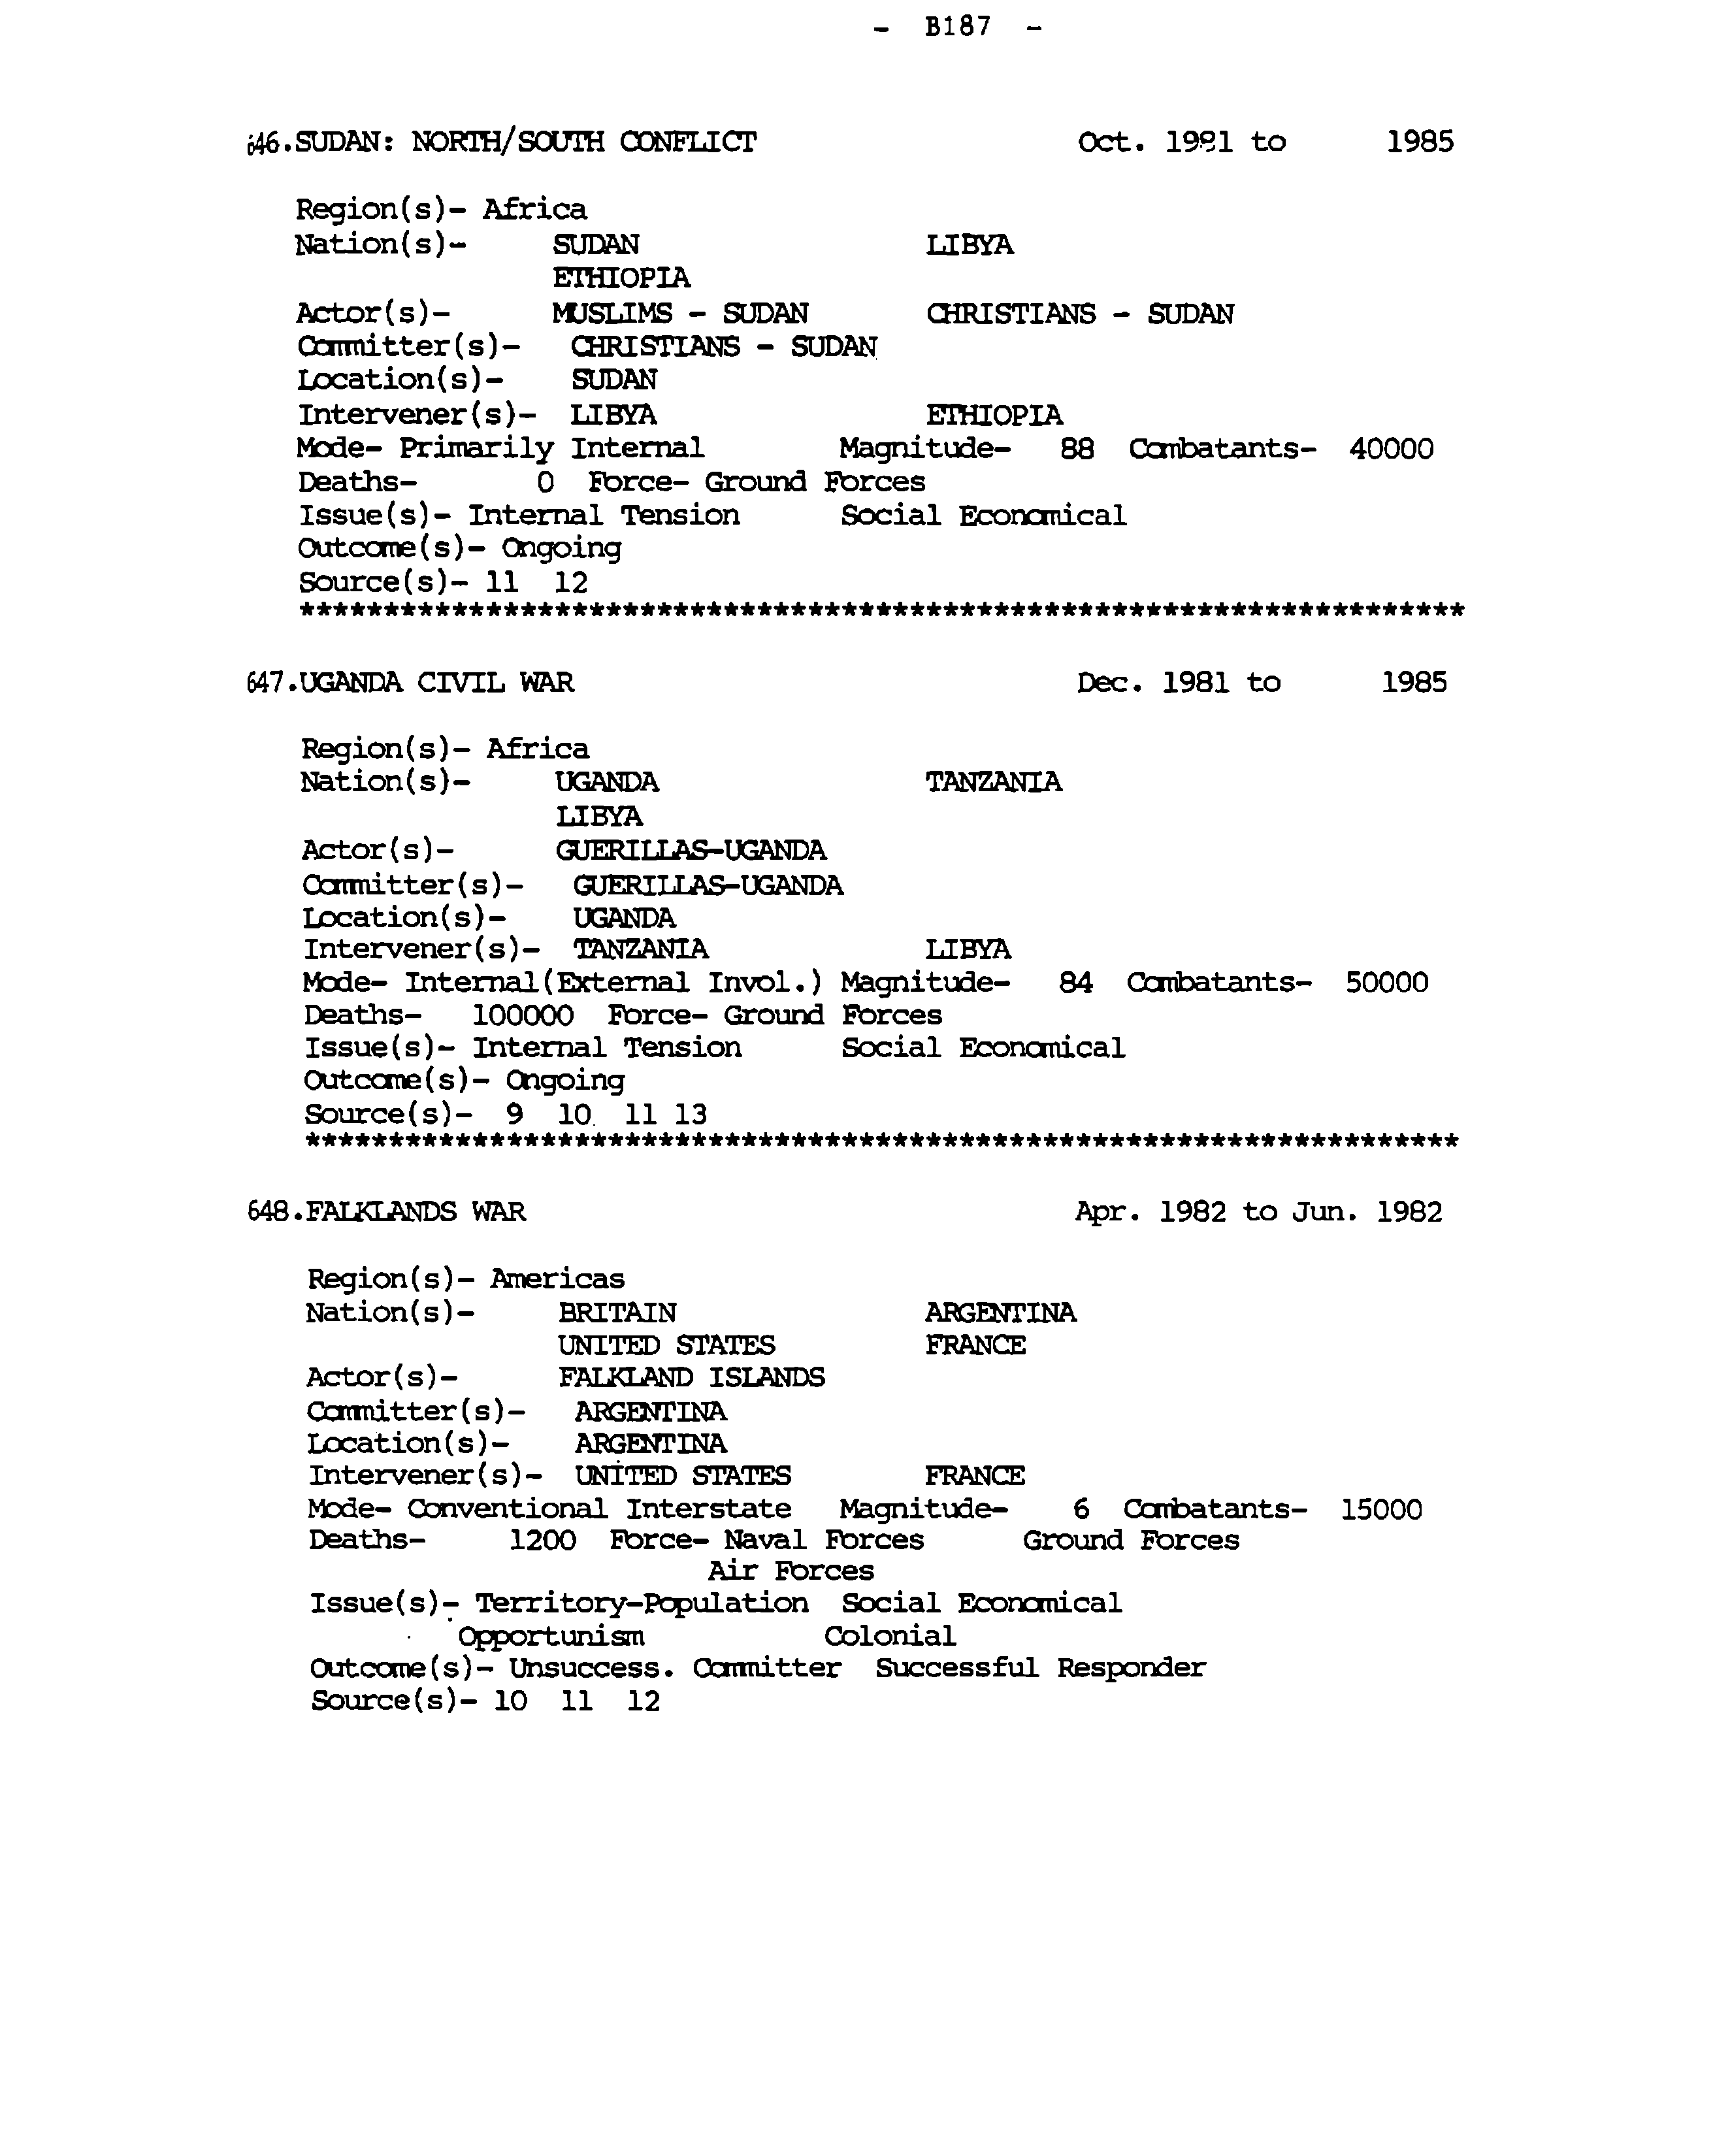 - B187 -
646.SUDAN: NORTH/SOUTH CONFLICT Oct. 1981 to 1985
Region(s)- Africa
Nation(s)- SUDAN LIBYA
ETHIOPIA
Actor(s)- MUSLIMS - SUDAN CHRISTIANS - SUDAN
Committer(s)- CHRISTIANS - SUDAN
Location(s)- SUDAN
Intervener(s)- LIBYA ETHIOPIA
Mode- Primarily Internal Magnitude- 88 Combatants- 40000
Deaths- 0 Force- Ground Forces
Issue(s)- Internal Tension Social Economical
Outcome(s)- Ongoing
Source(s)- 11 12
*********************************************************************
647.UGANDA CIVIL WAR Dec. 1981 to 1985
Region(s)- Africa
Nation(s)- UGANDA TANZANIA
LIBYA
Actor(s)- GUERILLAS-UGANDA
Committer(s)- GUERILLAS-UGANDA
Location(s)- UGANDA
Intervener(s)- TANZANIA LIBYA
Mode- Internal(External Invol.) Magnitude- 84 Combatants- 50000
Deaths- 100000 Force- Ground Forces
Issue(s)- Internal Tension Social Economical
Outcome(s)- Ongoing
Source(s)- 9 10 11 13
*********************************************************************
648.FALKLANDS WAR Apr. 1982 to Jun. 1982
Region(s)- Americas
Nation(s)- BRITAIN ARGENTINA
UNITED STATES FRANCE
Actor(s)- FALKLAND ISLANDS
Committer(s)- ARGENTINA
Location(s)- ARGENTINA
Intervener(s)- UNITED STATES FRANCE
Mode- Conventional Interstate Magnitude- 6 Combatants- 15000
Deaths- 1200 Force- Naval Forces Ground Forces
Air Forces
Issue(s)- Territory-Population Social Economical
Opportunism Colonial
Outcome(s)- Unsuccess. Committer Successful Responder
Source(s)- 10 11 12